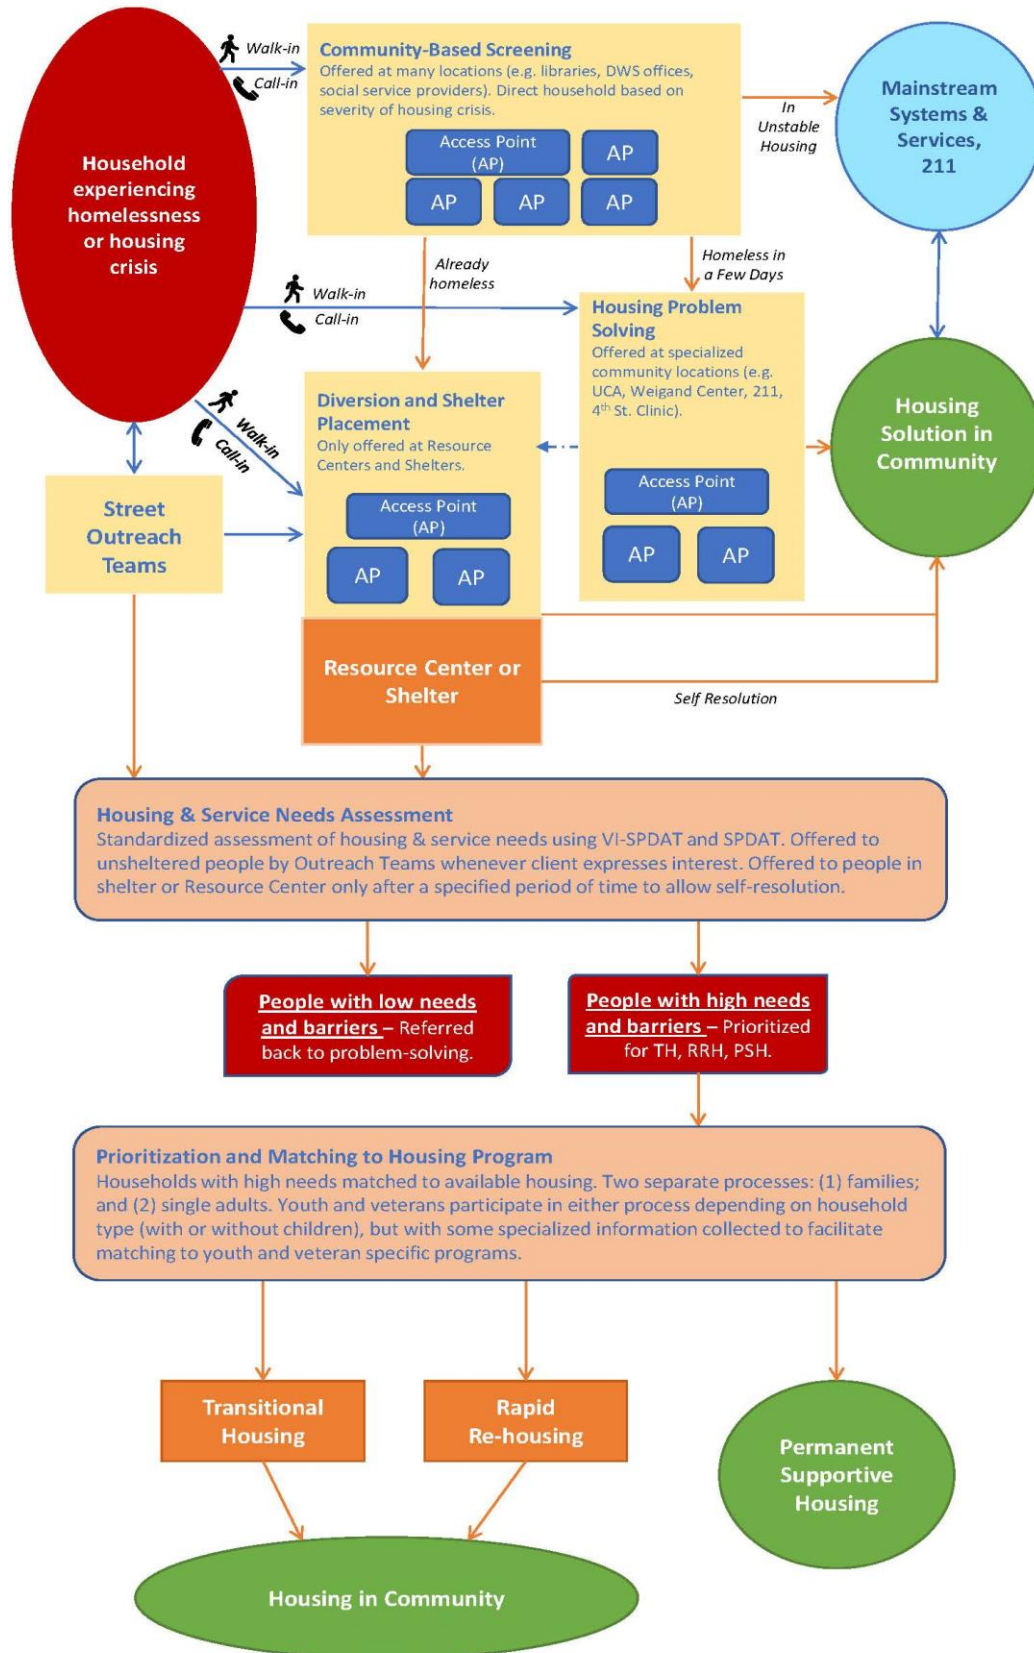 Walk-in
Call-in
Community-Based Screening
Offered at many locations (e.g. libraries, DWS offices,
social service providers). Direct household based on
severity of housing crisis.
Access Point
(AP)
AP
AP
AP
AP
In
Unstable
Housing
Mainstream
Systems &
Services,
211
Household
experiencing
homelessness
or housing
crisis
Already
homeless
Homeless in
a Few Days
Walk-in
Call-in
Housing Problem
Solving
Offered at specialized
community locations (e.g.
UCA, Weigand Center, 211,
4th St. Clinic).
Access Point
(AP)
AP
AP
Housing
Solution in
Community
Walk-in
Call-in
Diversion and Shelter
Placement
Only offered at Resource
Centers and Shelters.
Access Point
(AP)
AP
AP
Street
Outreach
Teams
Resource Center or
Shelter
Self Resolution
Housing & Service Needs Assessment
Standardized assessment of housing & service needs using VI-SPDAT and SPDAT. Offered to
unsheltered people by Outreach Teams whenever client expresses interest. Offered to people in
shelter or Resource Center only after a specified period of time to allow self-resolution.
People with low needs
and barriers – Referred
back to problem-solving.
People with high needs
and barriers – Prioritized
for TH, RRH, PSH.
Prioritization and Matching to Housing Program
Households with high needs matched to available housing. Two separate processes: (1) families;
and (2) single adults. Youth and veterans participate in either process depending on household
type (with or without children), but with some specialized information collected to facilitate
matching to youth and veteran specific programs.
Transitional
Housing
Rapid
Re-housing
Permanent
Supportive
Housing
Housing in Community